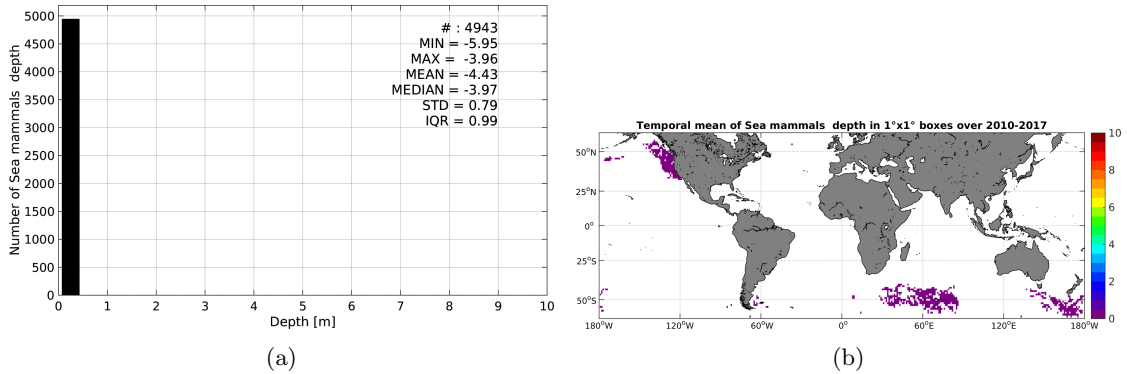 5000
4500
4000
3500
3000
2500
2000
1500
1000
500
0
Number of Sea mammals depth
# : 4943
MIN = -5.95
MAX = -3.96
MEAN = -4.43
MEDIAN = -3.97
STD = 0.79
IQR = 0.99
0 1 2 3 4 5 6 7 8 9 10
Depth [m]
(a)
Temporal mean of Sea mammals depth in 1°x1° boxes over 2010-2017
50°N
25°N
0°
25°S
50°S
180°W 120°W 60°W 0° 60°E 120°E 180°W
10
8
6
4
2
0
(b)